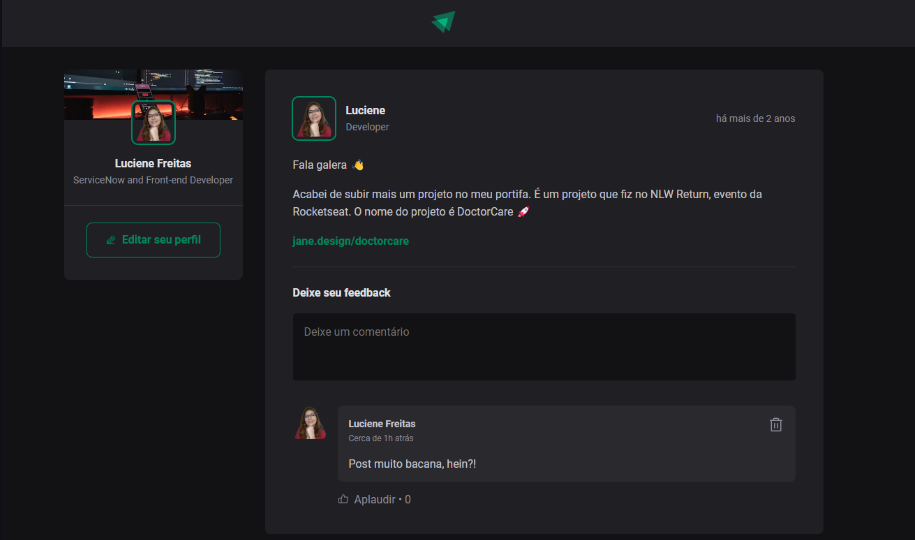 Luciene Freitas
ServiceNow and Front-end Developer
Editar seu perfil
Luciene
Developer
há mais de 2 anos
Fala galera 👋
Acabei de subir mais um projeto no meu portifa. É um projeto que fiz no NLW Return, evento da
Rocketseat. O nome do projeto é DoctorCare 🚀
jane.design/doctorcare
Deixe seu feedback
Deixe um comentário
Luciene Freitas
Cerca de 1h atrás
Post muito bacana, hein?!
Aplaudir • 0